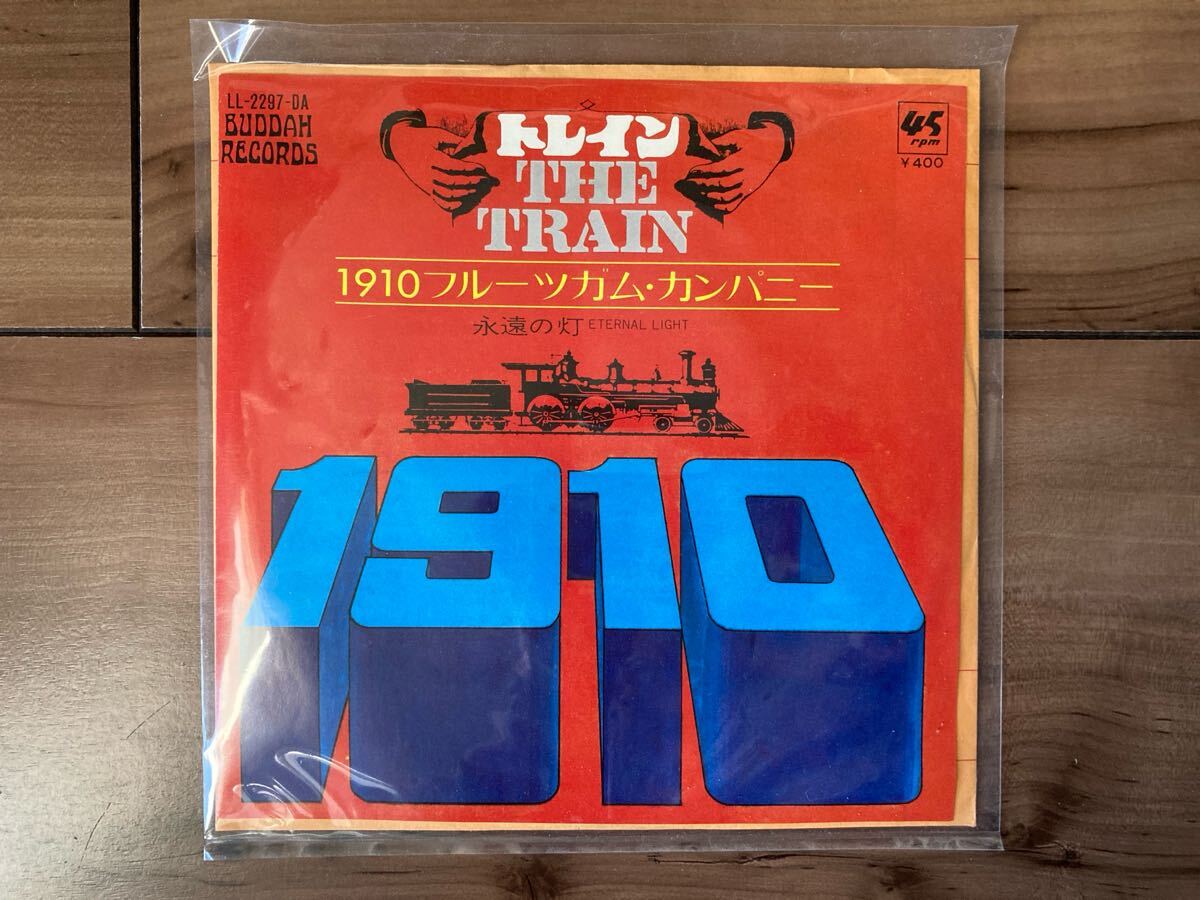 LL-2297-DA
BUDDAH
RECORDS
トレイン
THE
TRAIN
45
rpm
¥400
1910フルーツガム・カンパニー
永遠の灯 ETERNAL LIGHT
1910